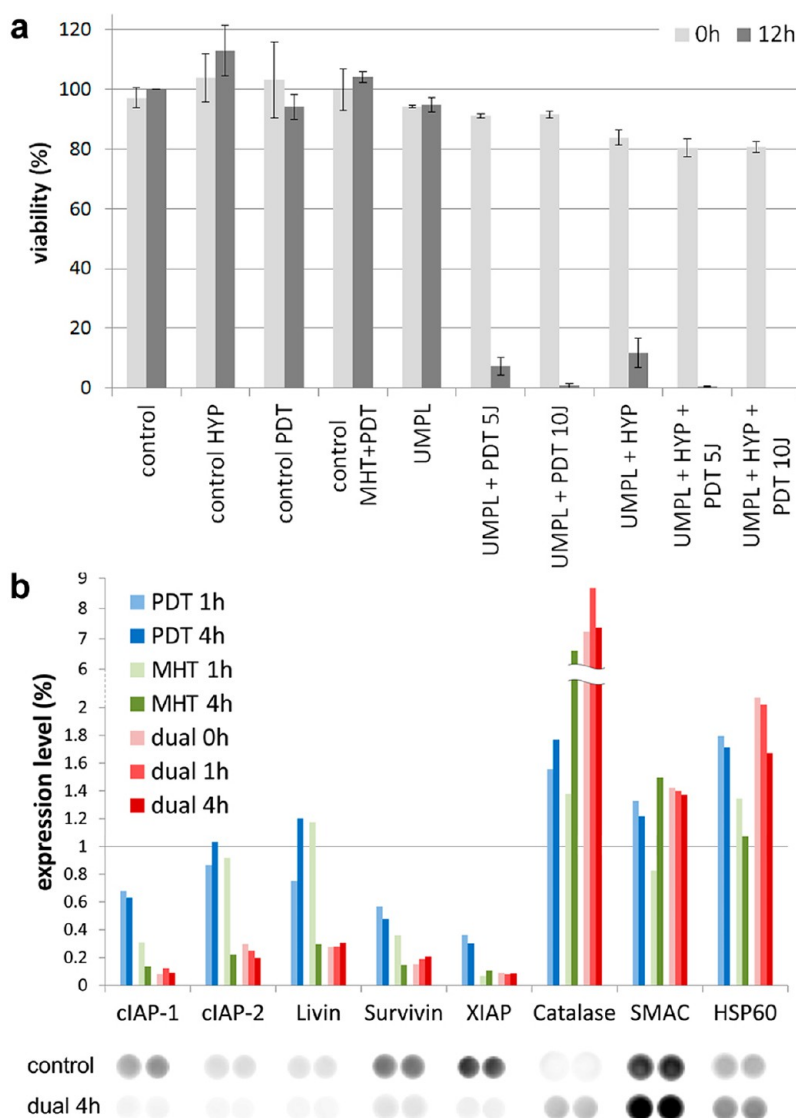 a
0h 12h
120
100
80
60
40
20
0
viability (%)
control
control HYP
control PDT
control
MHT+PDT
UMPL
UMPL + PDT 5J
UMPL + PDT 10J
UMPL + HYP
UMPL + HYP +
PDT 5J
UMPL + HYP +
PDT 10J
b
9
8
7
6
2
1.8
1.6
1.4
1.2
1
0.8
0.6
0.4
0.2
0
expression level (%)
PDT 1h
PDT 4h
MHT 1h
MHT 4h
dual 0h
dual 1h
dual 4h
cIAP-1 cIAP-2 Livin Survivin XIAP Catalase SMAC HSP60
control
dual 4h